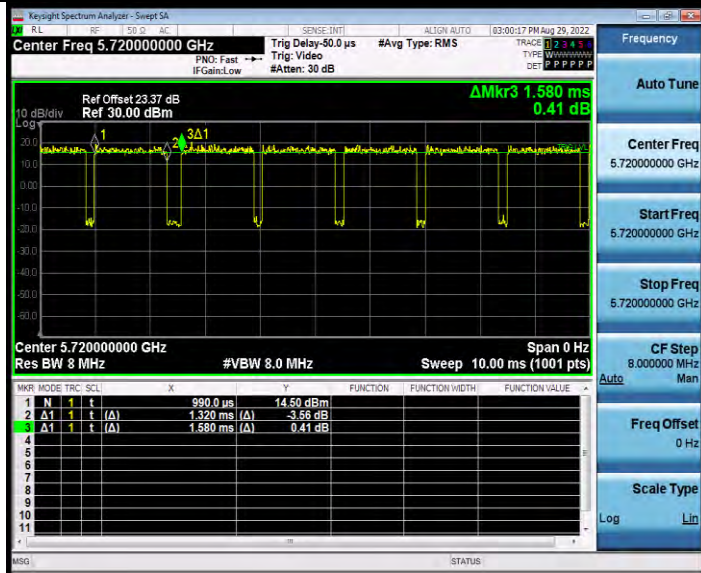 Keysight Spectrum Analyzer - Swept SA
RL RF 50 Ω AC SENSE:INT ALIGN AUTO 03:00:17 PM Aug 29, 2022
Center Freq 5.720000000 GHz Trig Delay-50.0 µs #Avg Type: RMS TRACE 1 2 3 4 5 6
PNO: Fast Trig: Video TYPE WWWWWW
IFGain:Low #Atten: 30 dB DET P P P P P P
Frequency
Auto Tune
Center Freq
5.720000000 GHz
Start Freq
5.720000000 GHz
Stop Freq
5.720000000 GHz
CF Step
8.000000 MHz
Auto Man
Freq Offset
0 Hz
Scale Type
Log Lin
ΔMkr3 1.580 ms
0.41 dB
Ref Offset 23.37 dB
10 dB/div Ref 30.00 dBm
Log
1 2 3Δ1
20.0
10.0
0.00
-10.0
-20.0
-30.0
-40.0
-50.0
-60.0
Center 5.720000000 GHz Span 0 Hz
Res BW 8 MHz #VBW 8.0 MHz Sweep 10.00 ms (1001 pts)
MKR MODE TRC SCL X Y FUNCTION FUNCTION WIDTH FUNCTION VALUE
1 N 1 t 990.0 µs 14.50 dBm
2 Δ1 1 t (Δ) 1.320 ms (Δ) -3.56 dB
3 Δ1 1 t (Δ) 1.580 ms (Δ) 0.41 dB
4
5
6
7
8
9
10
11
MSG STATUS